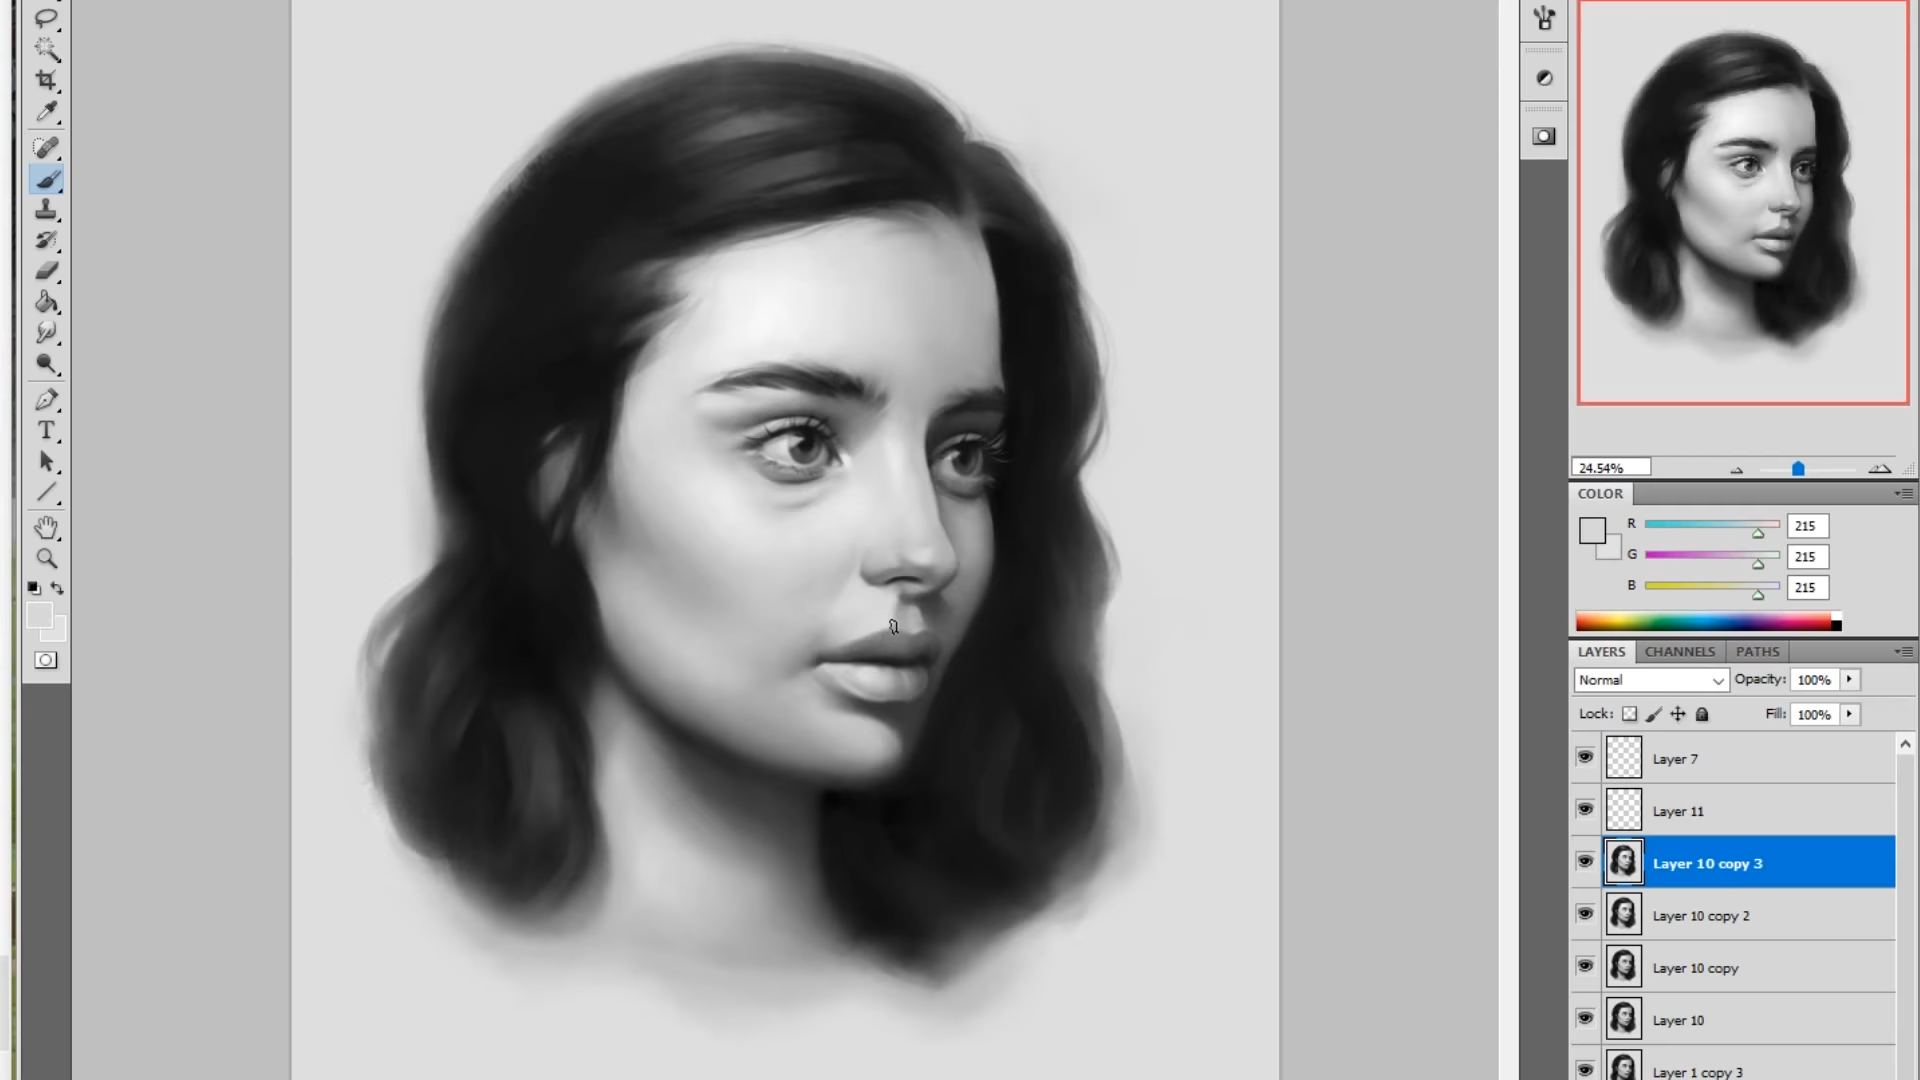 24.54%
COLOR
R 215
G 215
B 215
LAYERS CHANNELS PATHS
Normal Opacity: 100%
Lock: Fill: 100%
Layer 7
Layer 11
Layer 10 copy 3
Layer 10 copy 2
Layer 10 copy
Layer 10
Layer 1 copy 3